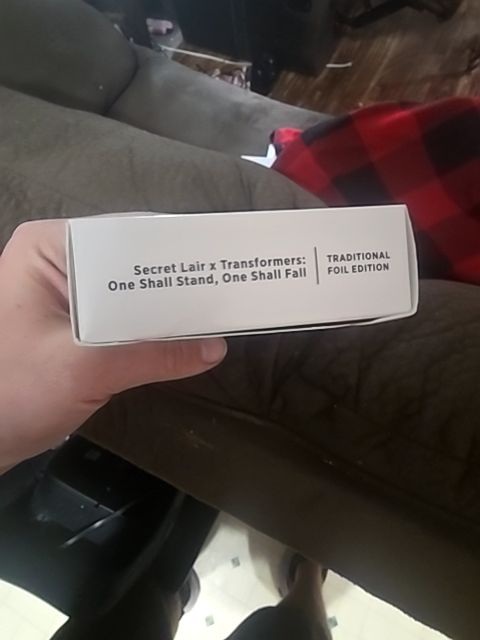 Secret Lair x Transformers:
One Shall Stand, One Shall Fall
TRADITIONAL
FOIL EDITION